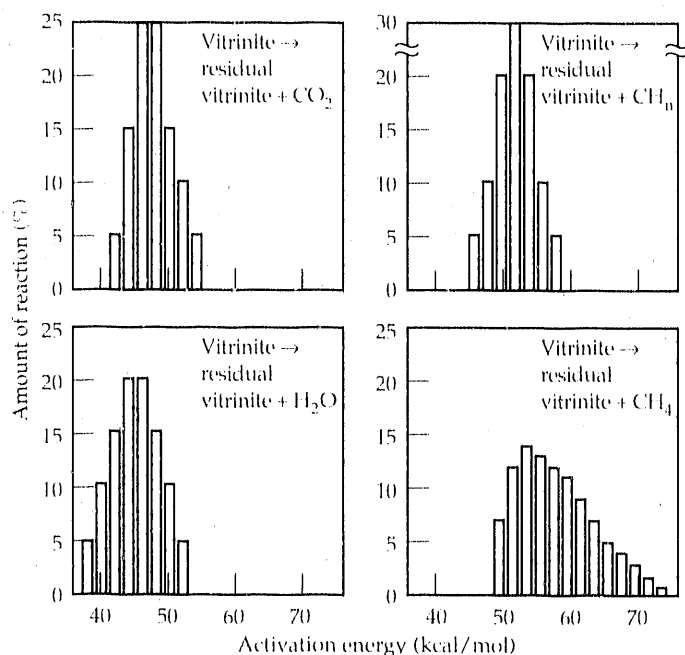 Amount of reaction (%)
25
20
15
10
5
0
Vitrinite →
residual
vitrinite + CO2
30
20
15
10
5
0
Vitrinite →
residual
vitrinite + CHn
25
20
15
10
5
0
40 50 60 70
Vitrinite →
residual
vitrinite + H2O
25
20
15
10
5
0
40 50 60 70
Vitrinite →
residual
vitrinite + CH4
Activation energy (kcal/mol)